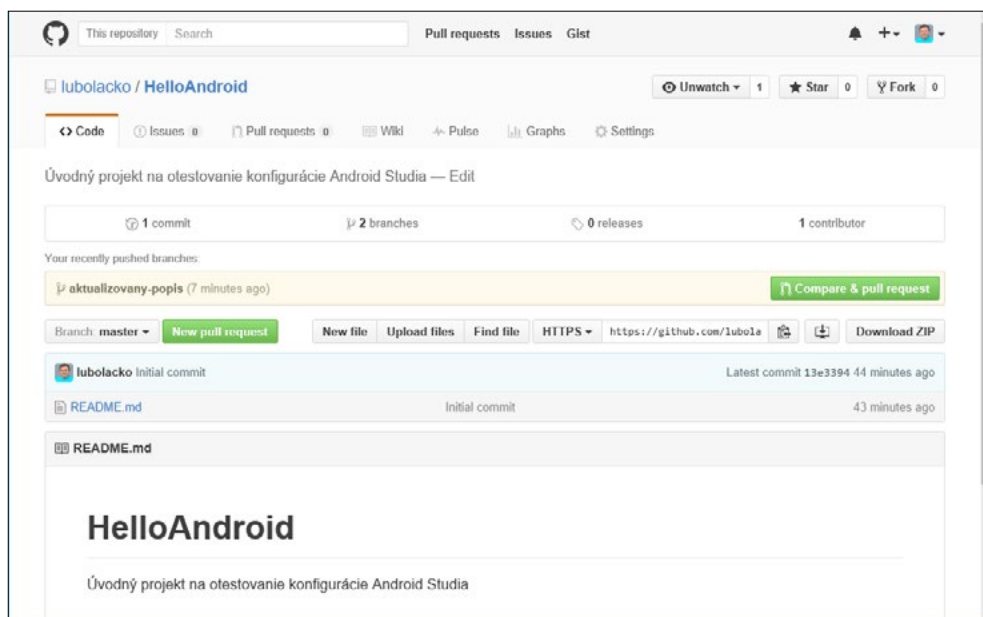 This repository Search Pull requests Issues Gist
lubolacko / HelloAndroid Unwatch 1 Star 0 Fork 0
Code Issues 0 Pull requests 0 Wiki Pulse Graphs Settings
Úvodný projekt na otestovanie konfigurácie Android Studia — Edit
1 commit 2 branches 0 releases 1 contributor
Your recently pushed branches:
aktualizovany-popis (7 minutes ago) Compare & pull request
Branch: master New pull request New file Upload files Find file HTTPS https://github.com/lubola Download ZIP
lubolacko Initial commit Latest commit 13e3394 44 minutes ago
README.md Initial commit 43 minutes ago
README.md
HelloAndroid
Úvodný projekt na otestovanie konfigurácie Android Studia